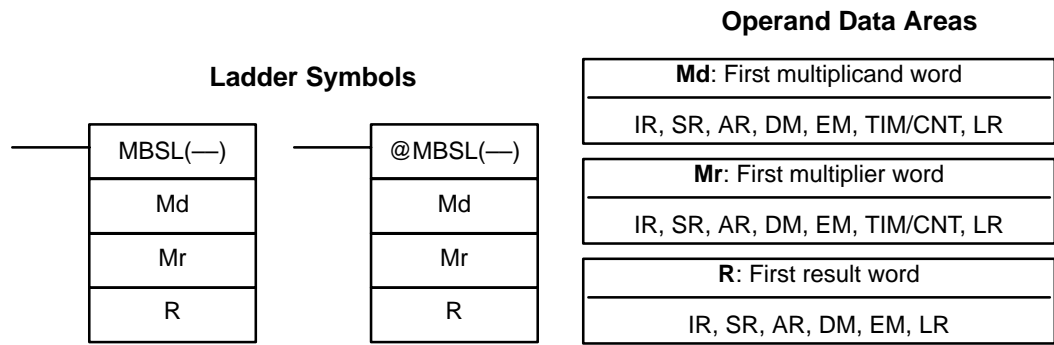 Operand Data Areas
Ladder Symbols
MBSL(––)
Md
Mr
R
@MBSL(––)
Md
Mr
R
Md: First multiplicand word
IR, SR, AR, DM, EM, TIM/CNT, LR
Mr: First multiplier word
IR, SR, AR, DM, EM, TIM/CNT, LR
R: First result word
IR, SR, AR, DM, EM, LR